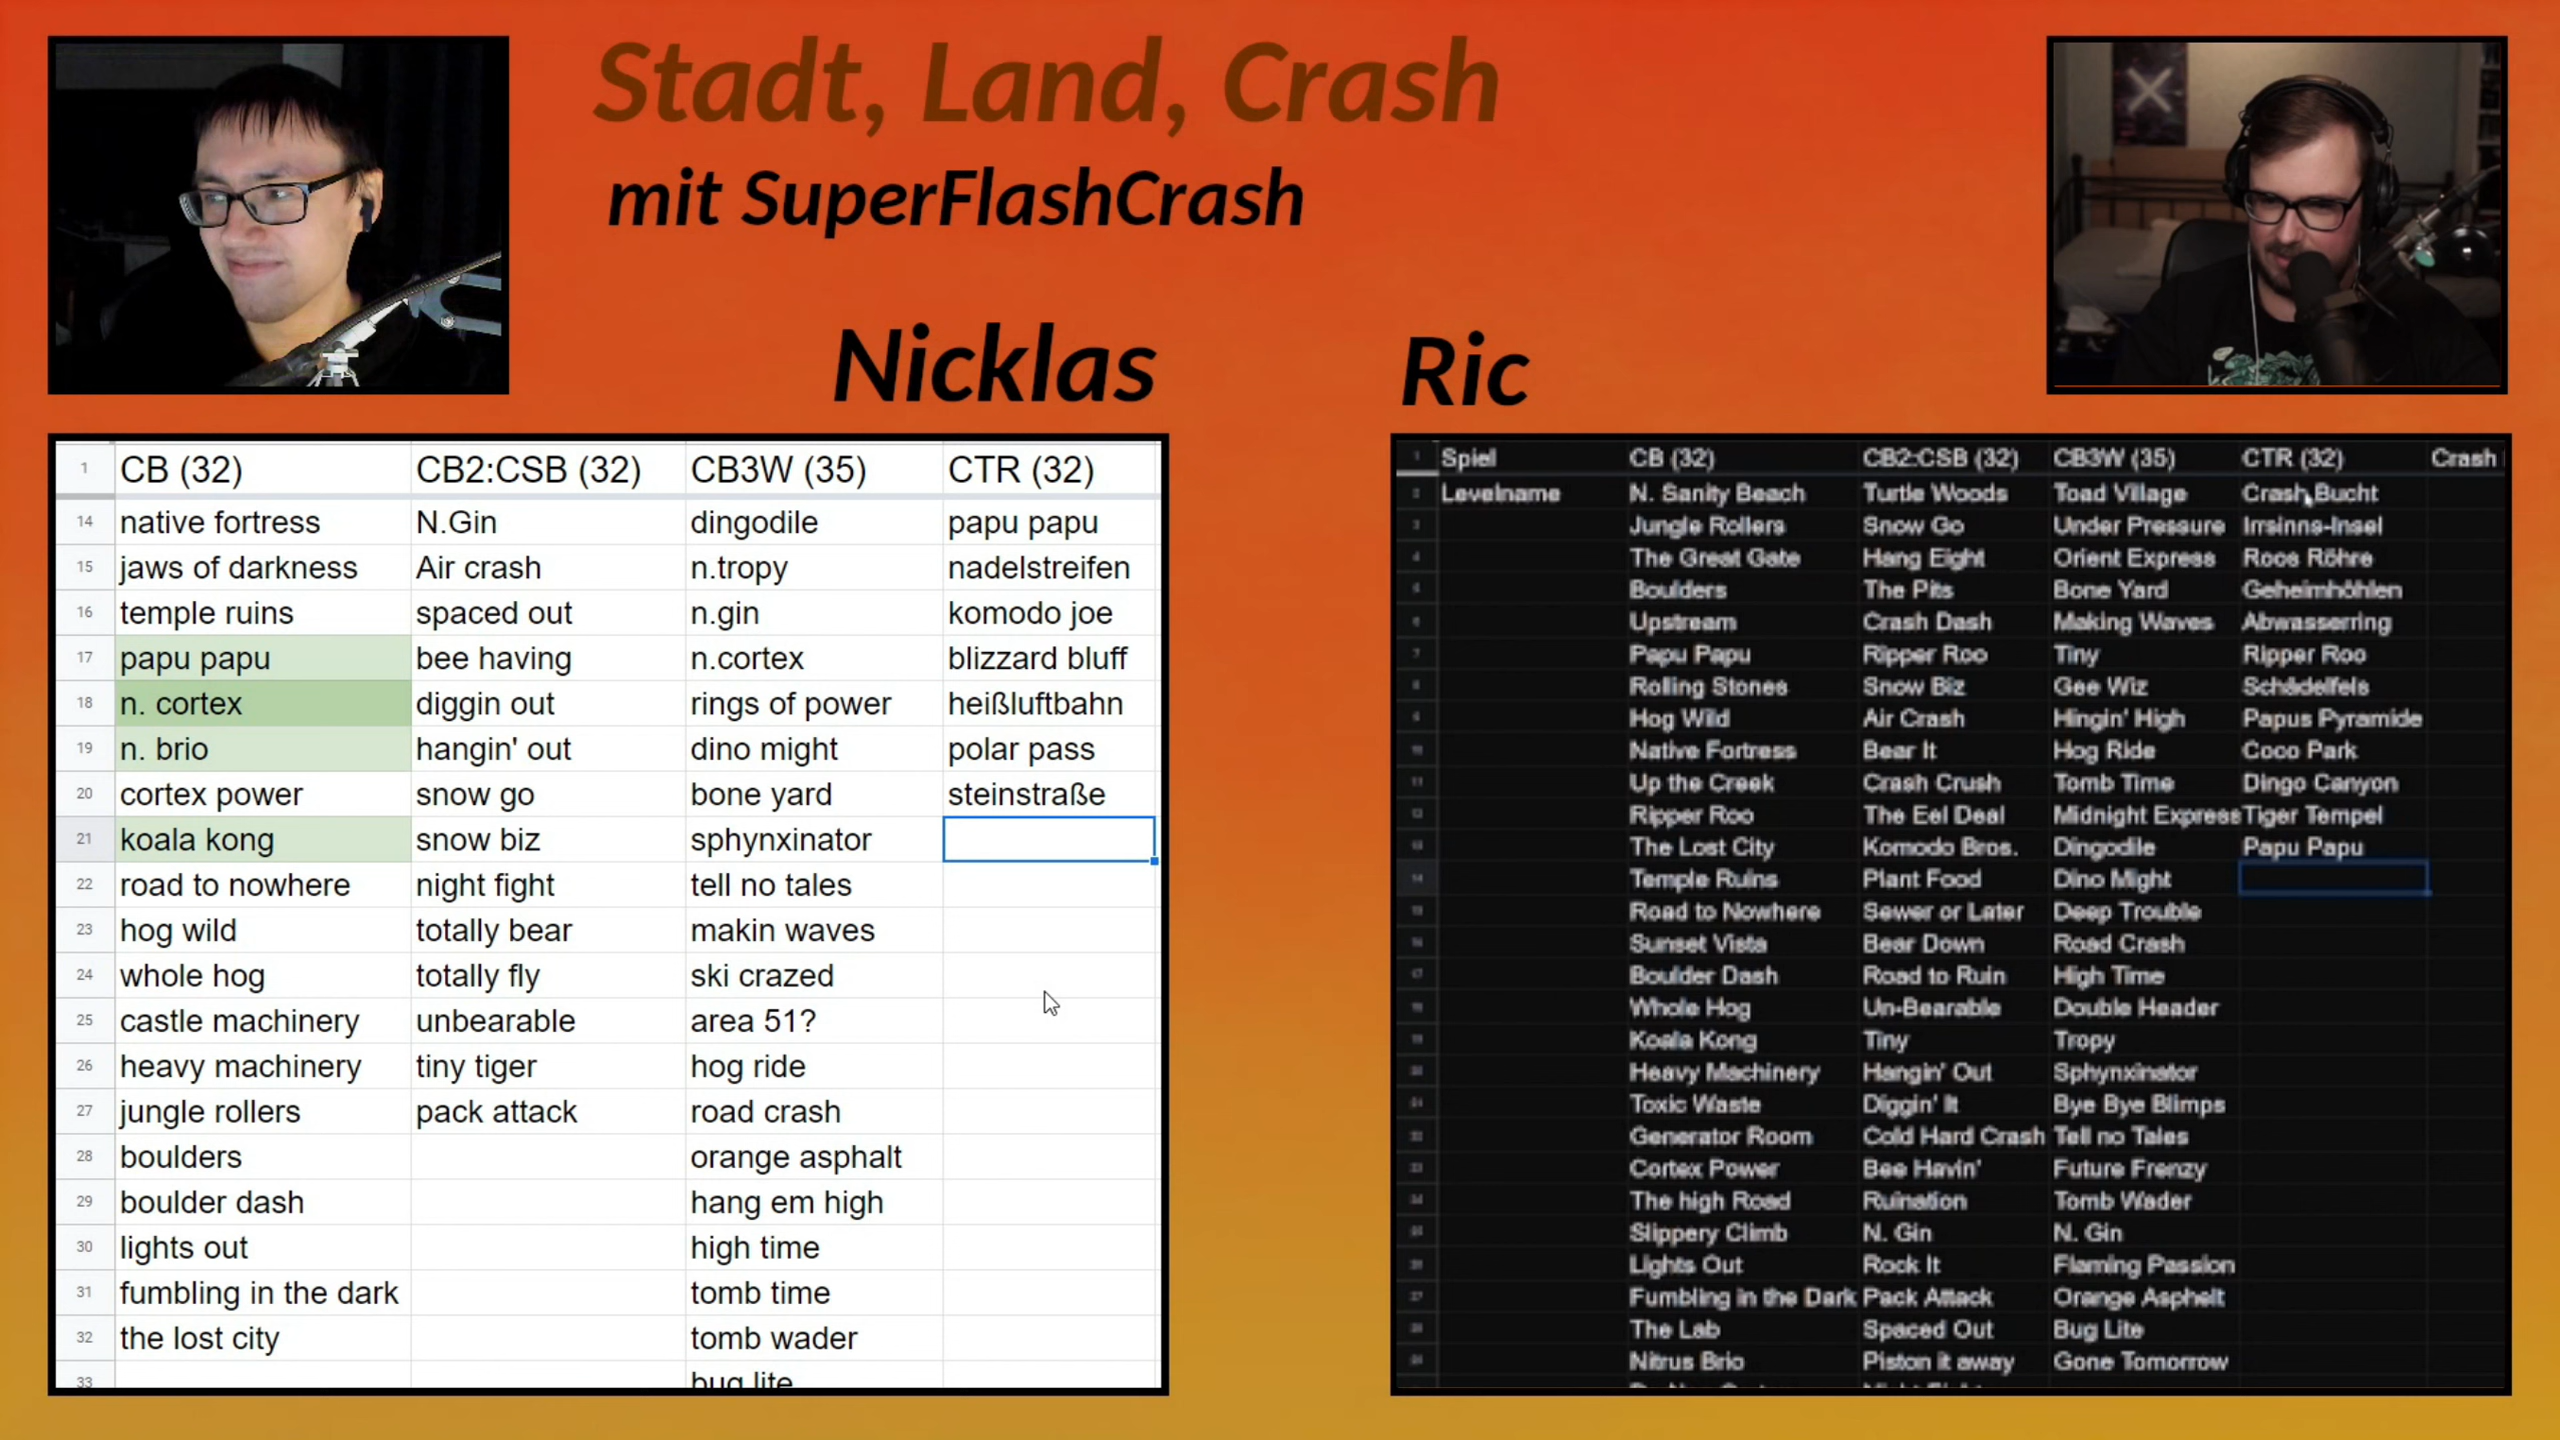 Stadt, Land, Crash
mit SuperFlashCrash
Nicklas
Ric
1 CB (32) CB2:CSB (32) CB3W (35) CTR (32)
14 native fortress N.Gin dingodile papu papu
15 jaws of darkness Air crash n.tropy nadelstreifen
16 temple ruins spaced out n.gin komodo joe
17 papu papu bee having n.cortex blizzard bluff
18 n. cortex diggin out rings of power heißluftbahn
19 n. brio hangin' out dino might polar pass
20 cortex power snow go bone yard steinstraße
21 koala kong snow biz sphynxinator
22 road to nowhere night fight tell no tales
23 hog wild totally bear makin waves
24 whole hog totally fly ski crazed
25 castle machinery unbearable area 51?
26 heavy machinery tiny tiger hog ride
27 jungle rollers pack attack road crash
28 boulders orange asphalt
29 boulder dash hang em high
30 lights out high time
31 fumbling in the dark tomb time
32 the lost city tomb wader
33 bug lite
Spiel CB (32) CB2:CSB (32) CB3W (35) CTR (32) Crash
Levelname N. Sanity Beach Turtle Woods Toad Village Crash Bucht
Jungle Rollers Snow Go Under Pressure Irrsinns-Insel
The Great Gate Hang Eight Orient Express Roos Röhre
Boulders The Pits Bone Yard Geheimhöhlen
Upstream Crash Dash Making Waves Abwasserring
Papu Papu Ripper Roo Tiny Ripper Roo
Rolling Stones Snow Biz Gee Wiz Schädelfels
Hog Wild Air Crash Hingin' High Papus Pyramide
Native Fortress Bear It Hog Ride Coco Park
Up the Creek Crash Crush Tomb Time Dingo Canyon
Ripper Roo The Eel Deal Midnight Express Tiger Tempel
The Lost City Komodo Bros. Dingodile Papu Papu
Temple Ruins Plant Food Dino Might
Road to Nowhere Sewer or Later Deep Trouble
Sunset Vista Bear Down Road Crash
Boulder Dash Road to Ruin High Time
Whole Hog Un-Bearable Double Header
Koala Kong Tiny Tropy
Heavy Machinery Hangin' Out Sphynxinator
Toxic Waste Diggin' It Bye Bye Blimps
Generator Room Cold Hard Crash Tell no Tales
Cortex Power Bee Havin' Future Frenzy
The high Road Ruination Tomb Wader
Slippery Climb N. Gin N. Gin
Lights Out Rock It Flaming Passion
Fumbling in the Dark Pack Attack Orange Asphelt
The Lab Spaced Out Bug Lite
Nitrus Brio Piston it away Gone Tomorrow